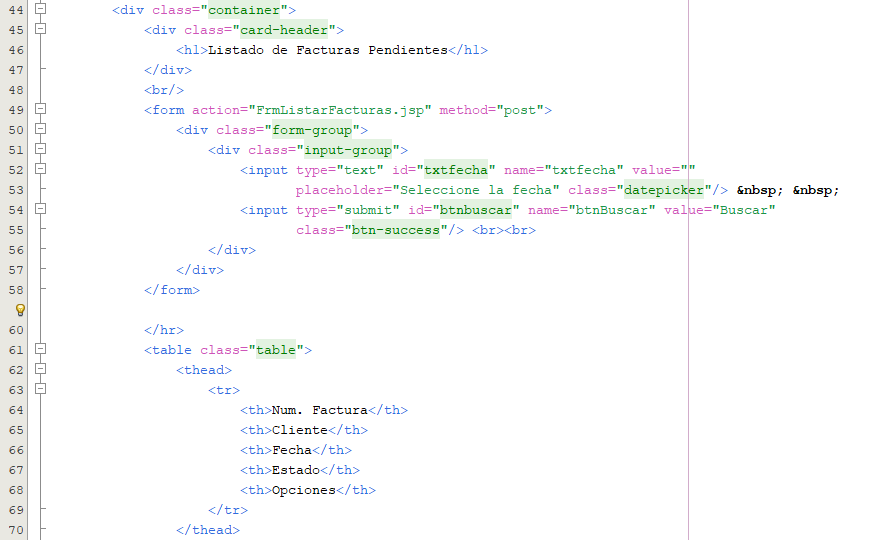 44 <div class="container">
45 <div class="card-header">
46 <hl>Listado de Facturas Pendientes</hl>
47 </div>
48 <br/>
49 <form action="FrmListarFacturas.jsp" method="post">
50 <div class="form-group">
51 <div class="input-group">
52 <input type="text" id="txtfecha" name="txtfecha" value=""
53 placeholder="Seleccione la fecha" class="datepicker"/> &nbsp; &nbsp;
54 <input type="submit" id="btnbuscar" name="btnBuscar" value="Buscar"
55 class="btn-success"/> <br><br>
56 </div>
57 </div>
58 </form>
60 </hr>
61 <table class="table">
62 <thead>
63 <tr>
64 <th>Num. Factura</th>
65 <th>Cliente</th>
66 <th>Fecha</th>
67 <th>Estado</th>
68 <th>Opciones</th>
69 </tr>
70 </thead>